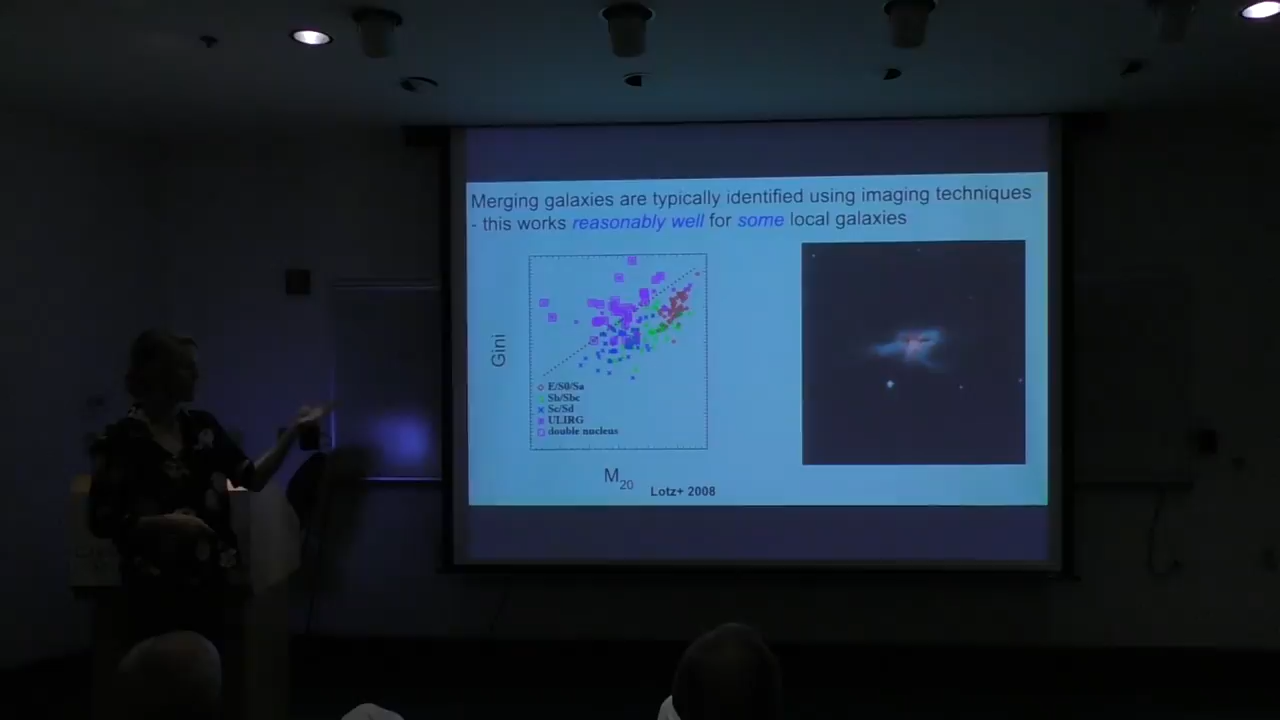 Merging galaxies are typically identified using imaging techniques
- this works reasonably well for some local galaxies
Gini
E/S0/Sa
Sb/Sbc
Sc/Sd
ULIRG
double nucleus
M20
Lotz+ 2008